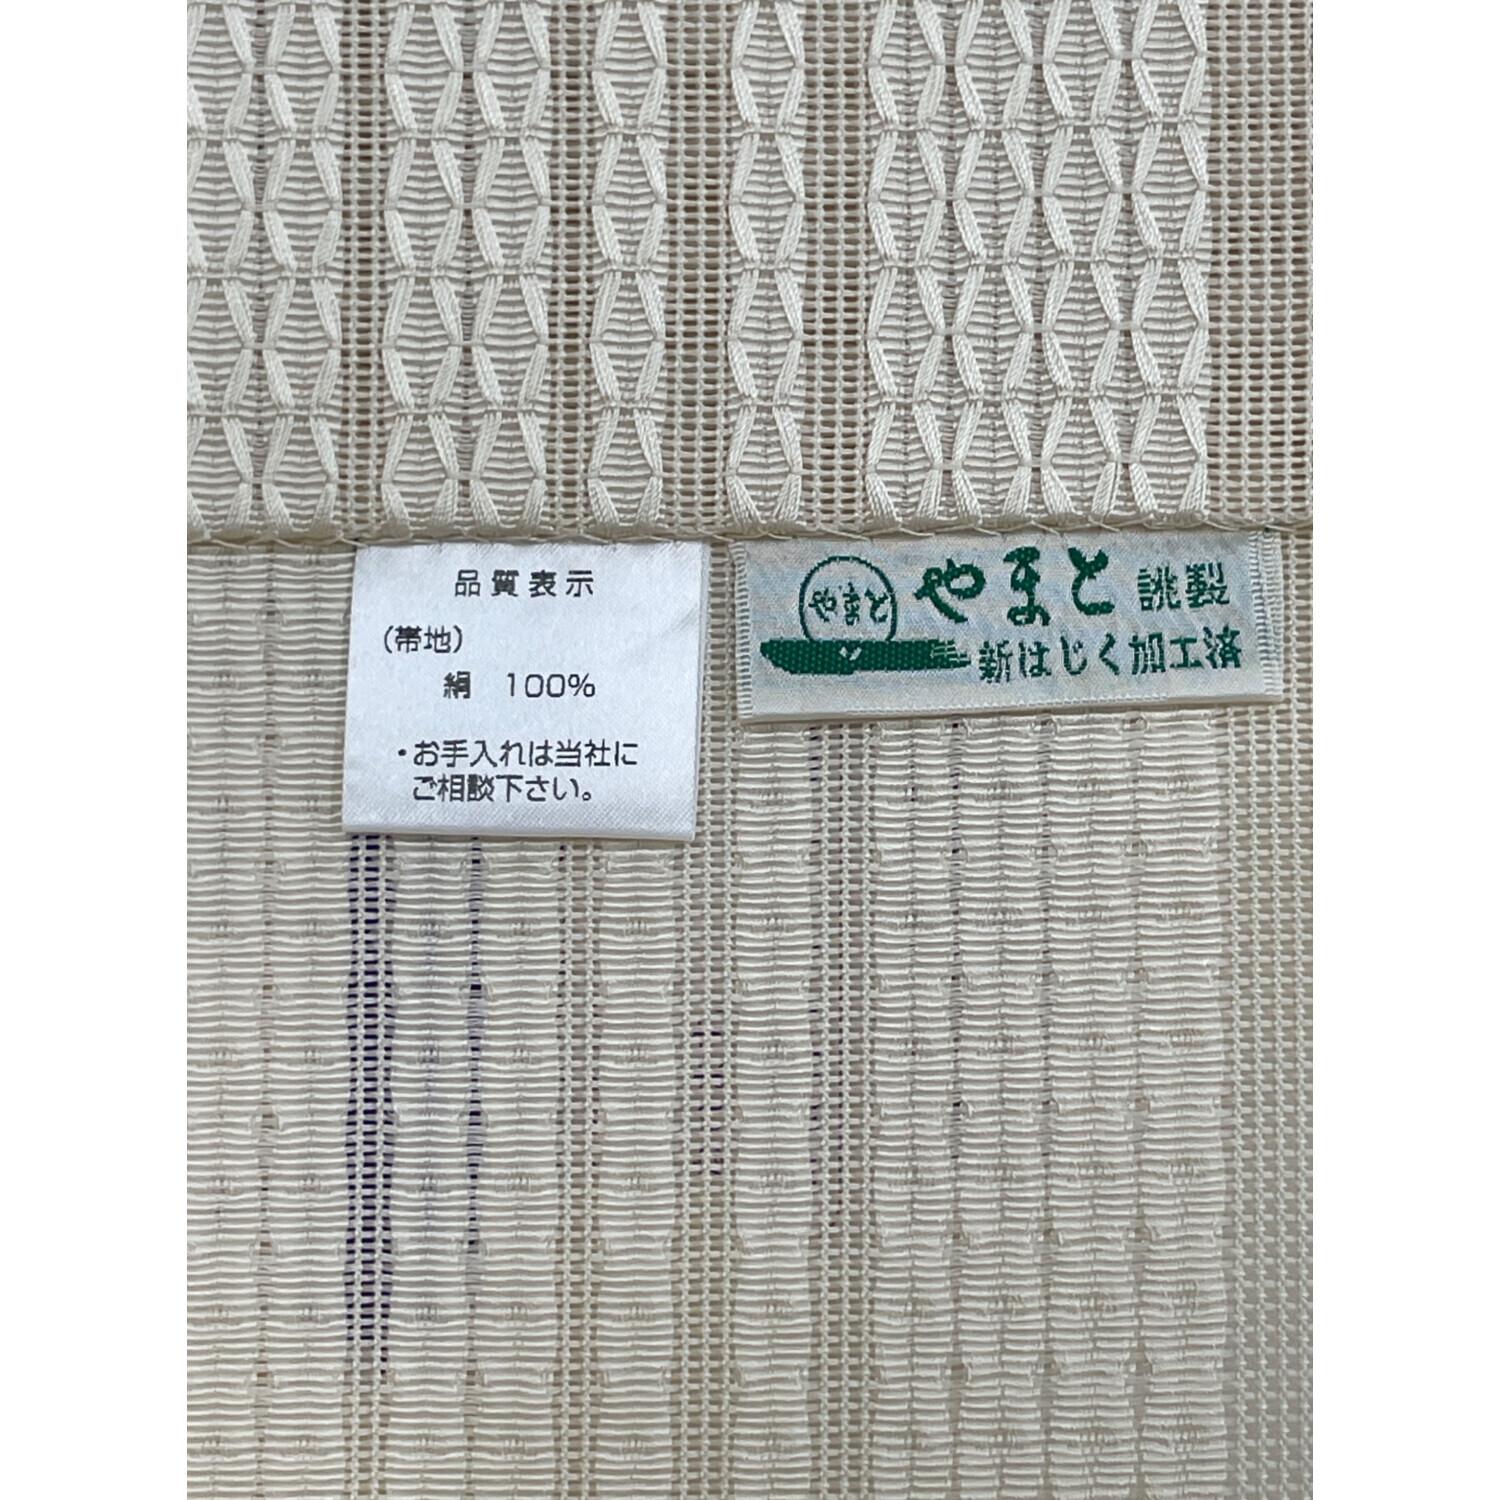 品質表示
(帯地)
絹 100%
・お手入れは当社に
ご相談下さい。
やまと
やまと 誂製
新はじく加工済